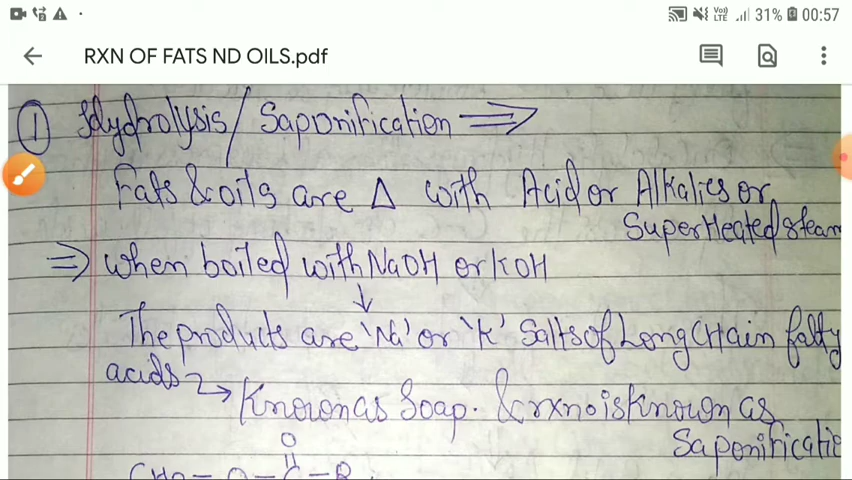 31% 00:57
RXN OF FATS ND OILS.pdf
① Hydrolysis/Saponification ⇒
Fats & oils are Δ with Acid or Alkalies or
SuperHeated steam
⇒ when boiled with NaOH or KOH
↓
The products are 'Na' or 'K' Salts of Long Chain fatty
acids → Known as Soap. & rxn is known as
Saponificatio
O
CH2 - O - C - R